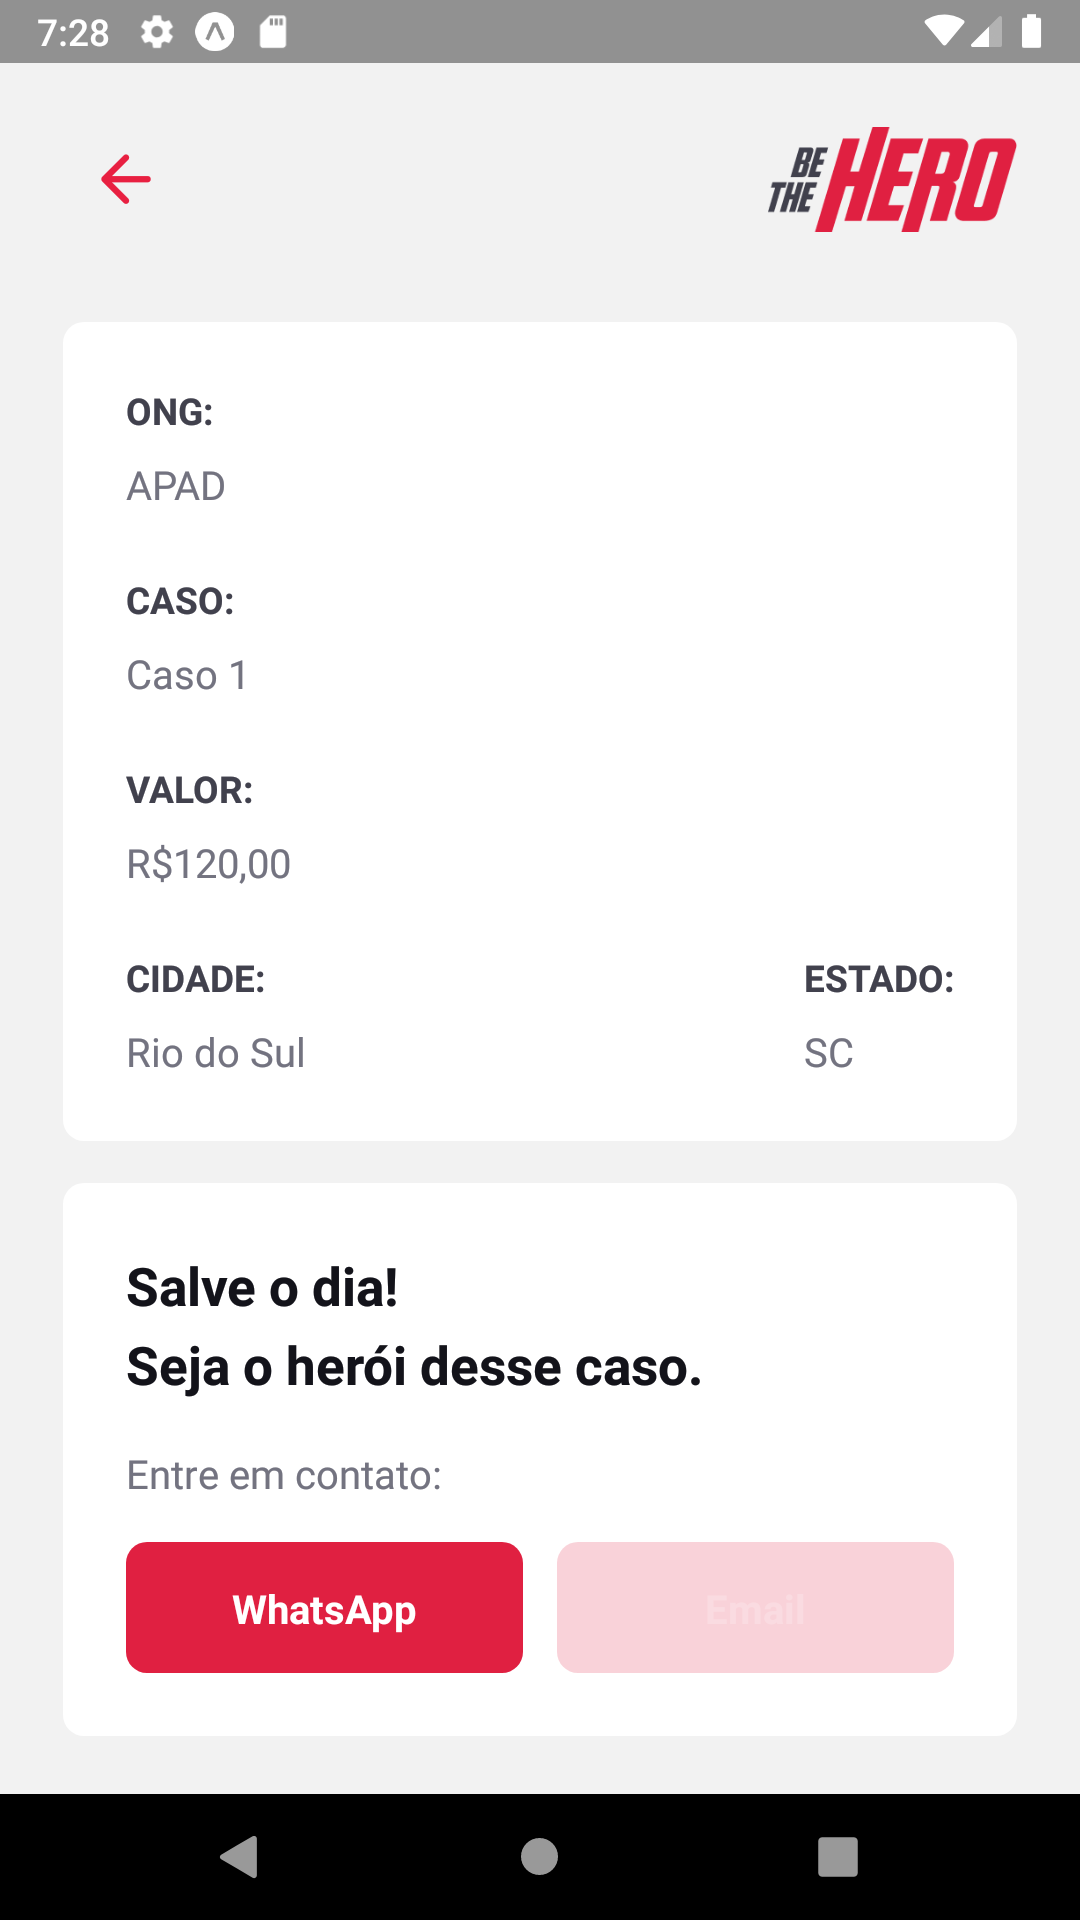 7:28
BE THE HERO
ONG:
APAD
CASO:
Caso 1
VALOR:
R$120,00
CIDADE: ESTADO:
Rio do Sul SC
Salve o dia!
Seja o herói desse caso.
Entre em contato:
WhatsApp Email